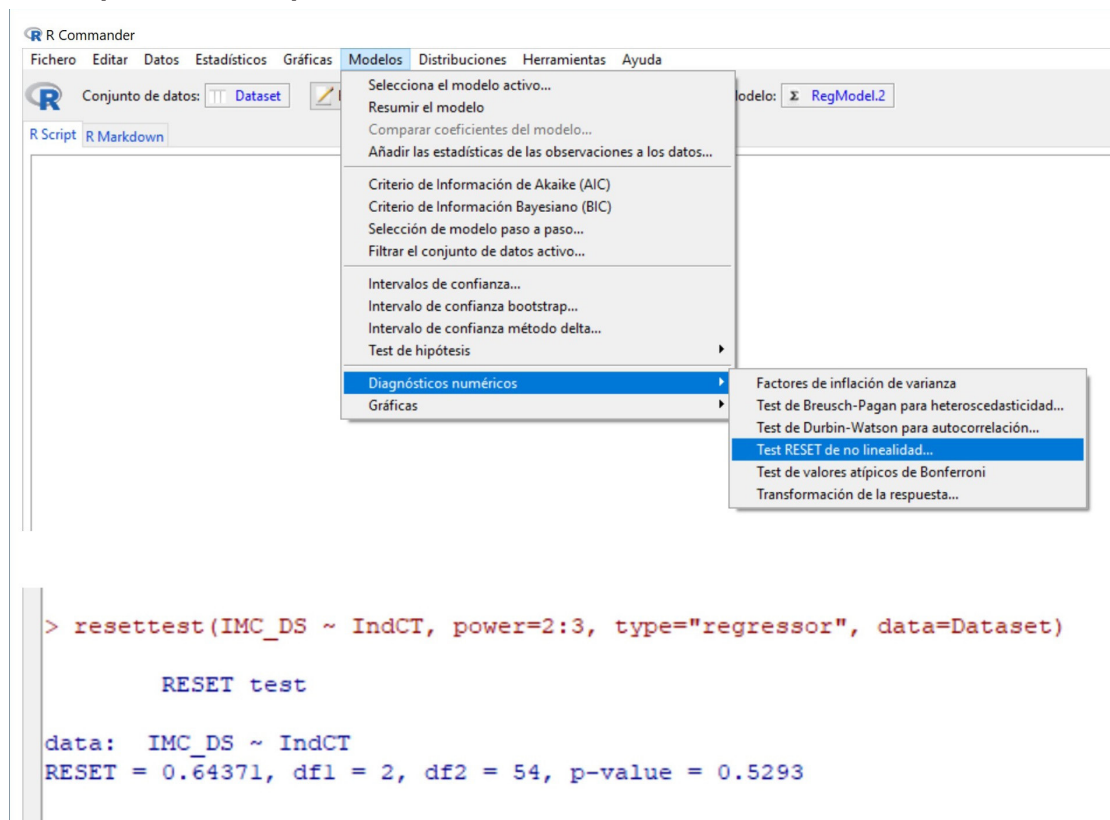 R Commander
Fichero Editar Datos Estadísticos Gráficas Modelos Distribuciones Herramientas Ayuda
R Conjunto de datos: Dataset Modelo: Σ RegModel.2
R Script R Markdown
Selecciona el modelo activo...
Resumir el modelo
Comparar coeficientes del modelo...
Añadir las estadísticas de las observaciones a los datos...
Criterio de Información de Akaike (AIC)
Criterio de Información Bayesiano (BIC)
Selección de modelo paso a paso...
Filtrar el conjunto de datos activo...
Intervalos de confianza...
Intervalo de confianza bootstrap...
Intervalo de confianza método delta...
Test de hipótesis
Diagnósticos numéricos
Gráficas
Factores de inflación de varianza
Test de Breusch-Pagan para heteroscedasticidad...
Test de Durbin-Watson para autocorrelación...
Test RESET de no linealidad...
Test de valores atípicos de Bonferroni
Transformación de la respuesta...
> resettest(IMC_DS ~ IndCT, power=2:3, type="regressor", data=Dataset)
RESET test
data: IMC_DS ~ IndCT
RESET = 0.64371, df1 = 2, df2 = 54, p-value = 0.5293